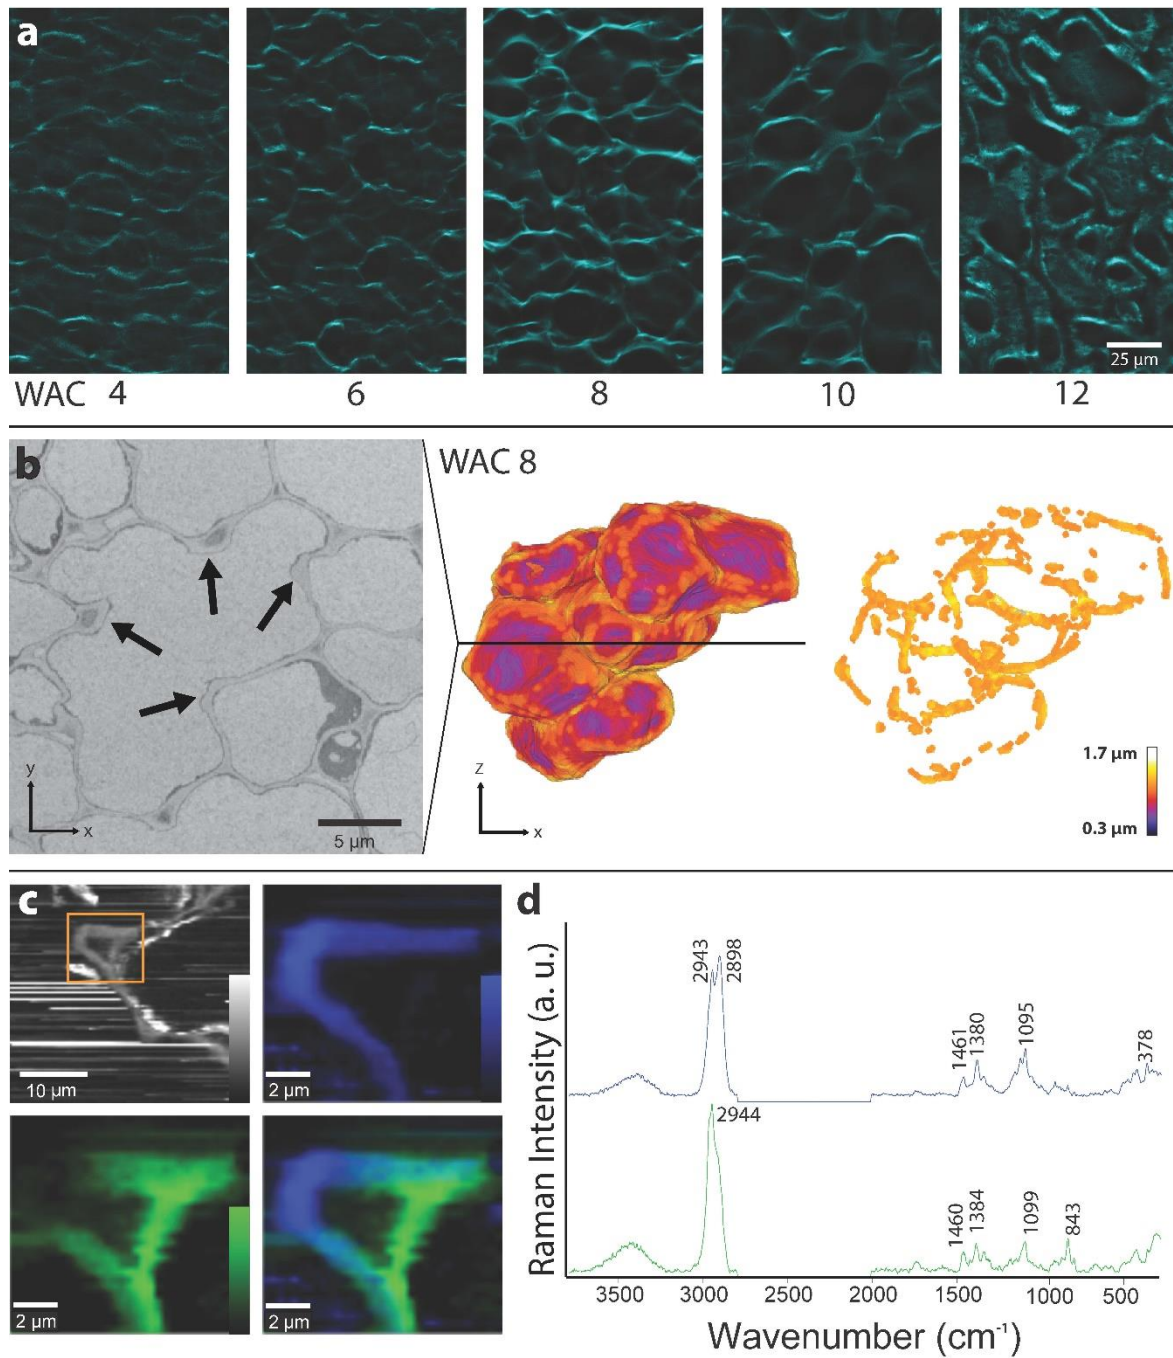 a
25 µm
WAC 4 6 8 10 12
b
WAC 8
y
x
5 µm
z
x
1.7 µm
0.3 µm
c
10 µm
2 µm
2 µm
2 µm
d
2943
2898
1461
1380
1095
378
2944
1460
1384
1099
843
Raman Intensity (a. u.)
3500 3000 2500 2000 1500 1000 500
Wavenumber (cm⁻¹)